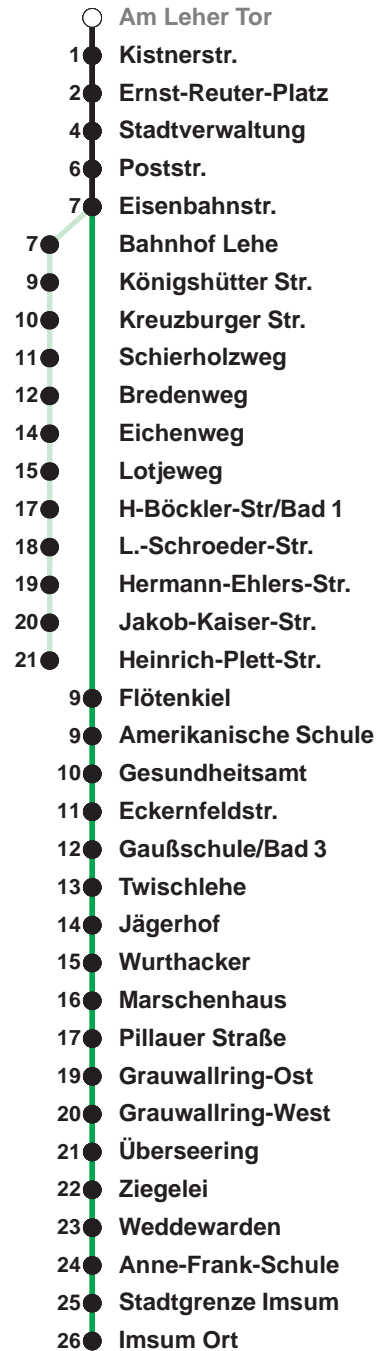 Am Leher Tor
1 Kistnerstr.
2 Ernst-Reuter-Platz
4 Stadtverwaltung
6 Poststr.
7 Eisenbahnstr.
7 Bahnhof Lehe
9 Königshütter Str.
10 Kreuzburger Str.
11 Schierholzweg
12 Bredenweg
14 Eichenweg
15 Lotjeweg
17 H-Böckler-Str/Bad 1
18 L.-Schroeder-Str.
19 Hermann-Ehlers-Str.
20 Jakob-Kaiser-Str.
21 Heinrich-Plett-Str.
9 Flötenkiel
9 Amerikanische Schule
10 Gesundheitsamt
11 Eckernfeldstr.
12 Gaußschule/Bad 3
13 Twischlehe
14 Jägerhof
15 Wurthacker
16 Marschenhaus
17 Pillauer Straße
19 Grauwallring-Ost
20 Grauwallring-West
21 Überseering
22 Ziegelei
23 Weddewarden
24 Anne-Frank-Schule
25 Stadtgrenze Imsum
26 Imsum Ort